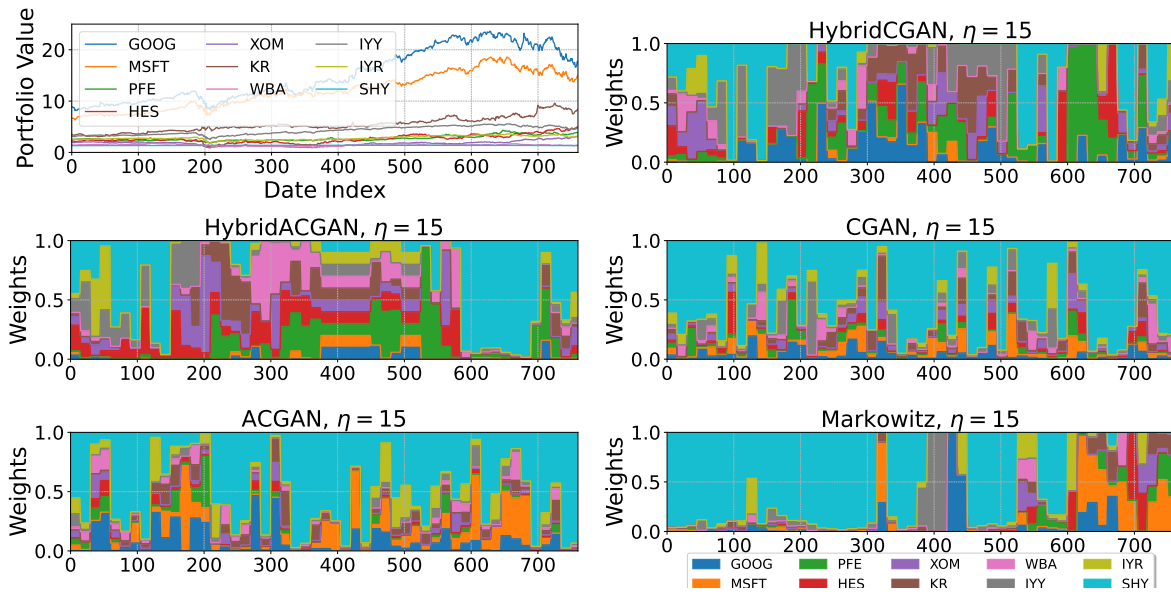 Portfolio Value
20
10
0
GOOG XOM IYY
MSFT KR IYR
PFE WBA SHY
HES
0 100 200 300 400 500 600 700
Date Index
HybridCGAN, η = 15
Weights
1.0
0.5
0.0
0 100 200 300 400 500 600 700
HybridACGAN, η = 15
Weights
1.0
0.5
0.0
0 100 200 300 400 500 600 700
CGAN, η = 15
Weights
1.0
0.5
0.0
0 100 200 300 400 500 600 700
ACGAN, η = 15
Weights
1.0
0.5
0.0
0 100 200 300 400 500 600 700
Markowitz, η = 15
Weights
1.0
0.5
0.0
0 100 200 300 400 500 600 700
GOOG PFE XOM WBA IYR
MSFT HES KR IYY SHY